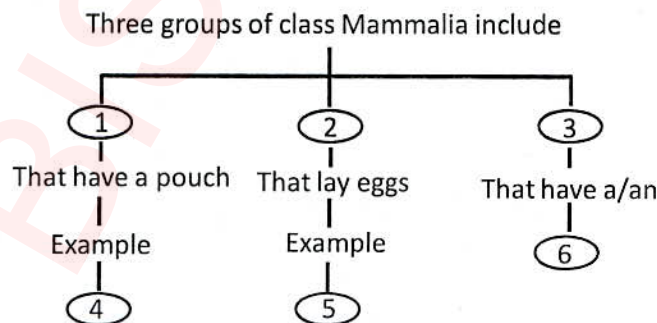 Three groups of class Mammalia include
1 2 3
That have a pouch That lay eggs That have a/an
Example Example 6
4 5
BIS